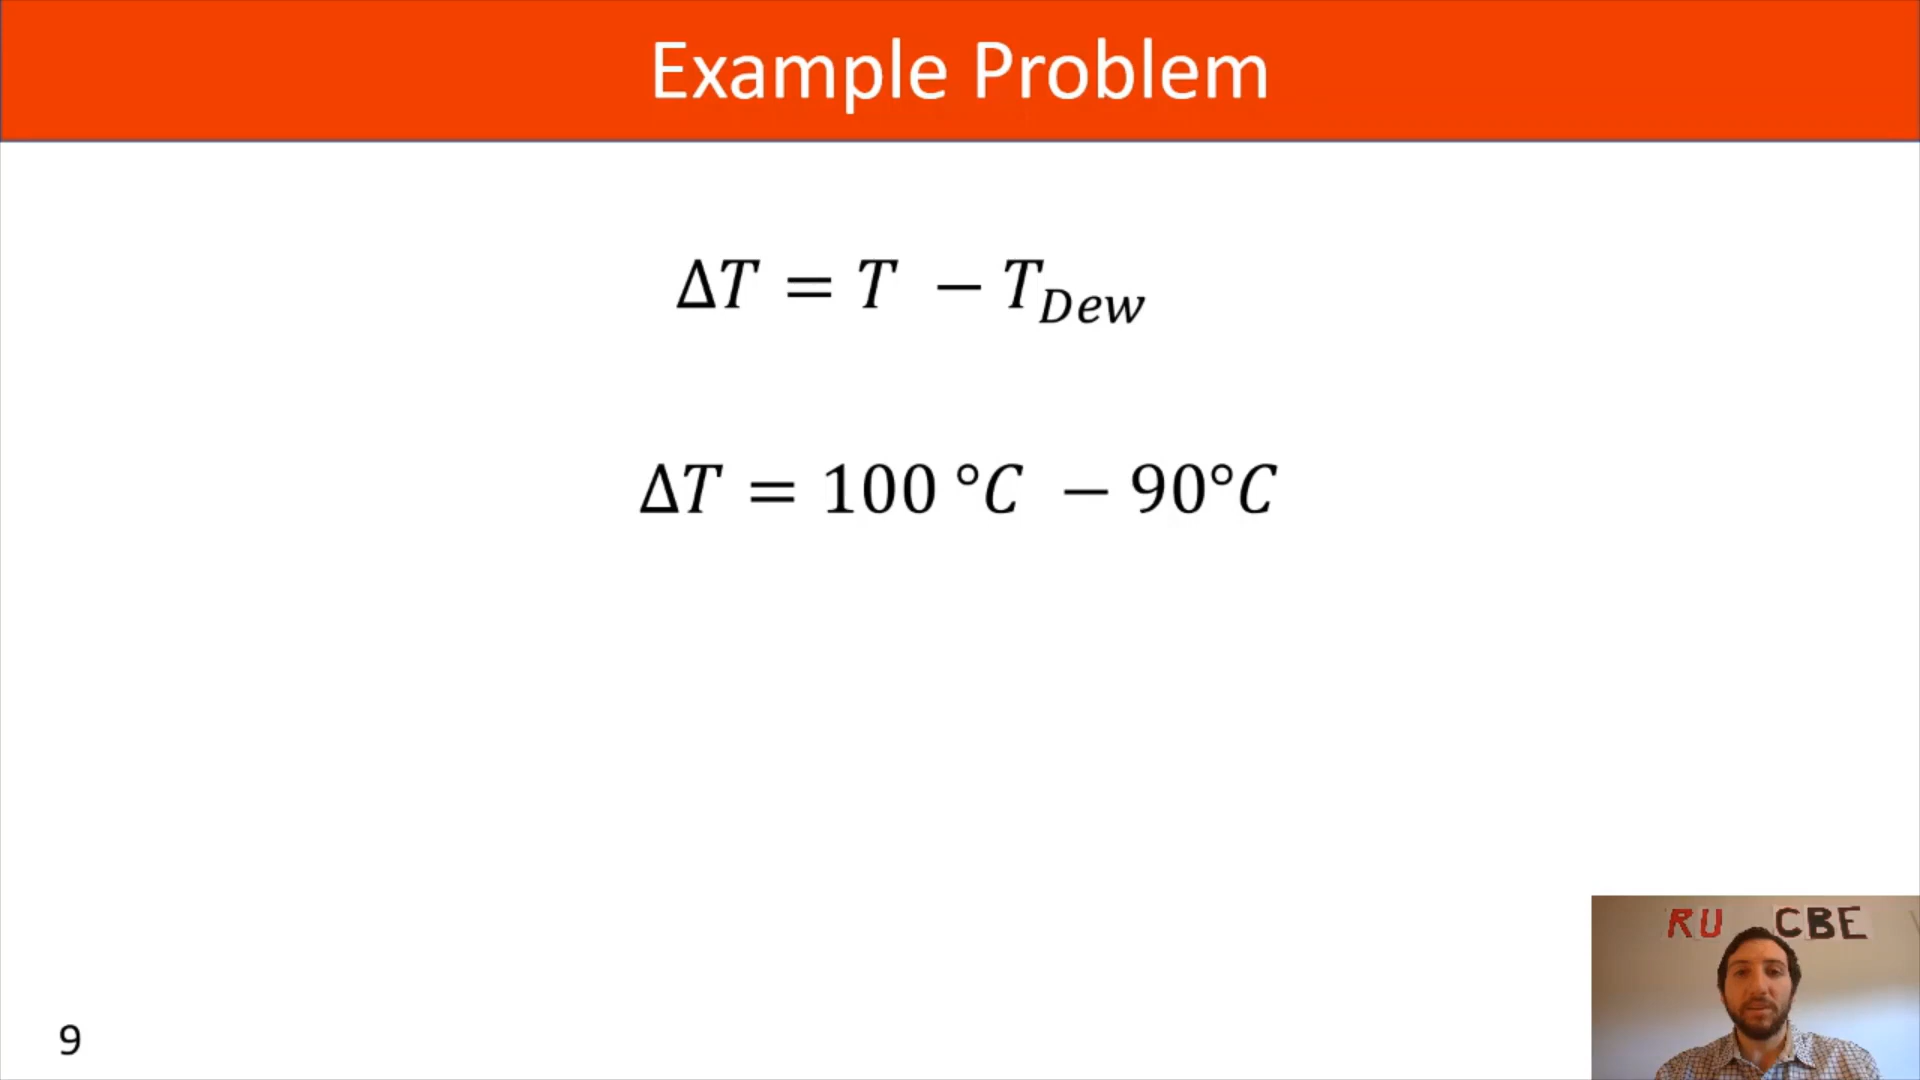 Example Problem
ΔT = T − T_Dew
ΔT = 100 °C − 90°C
RU CBE
9